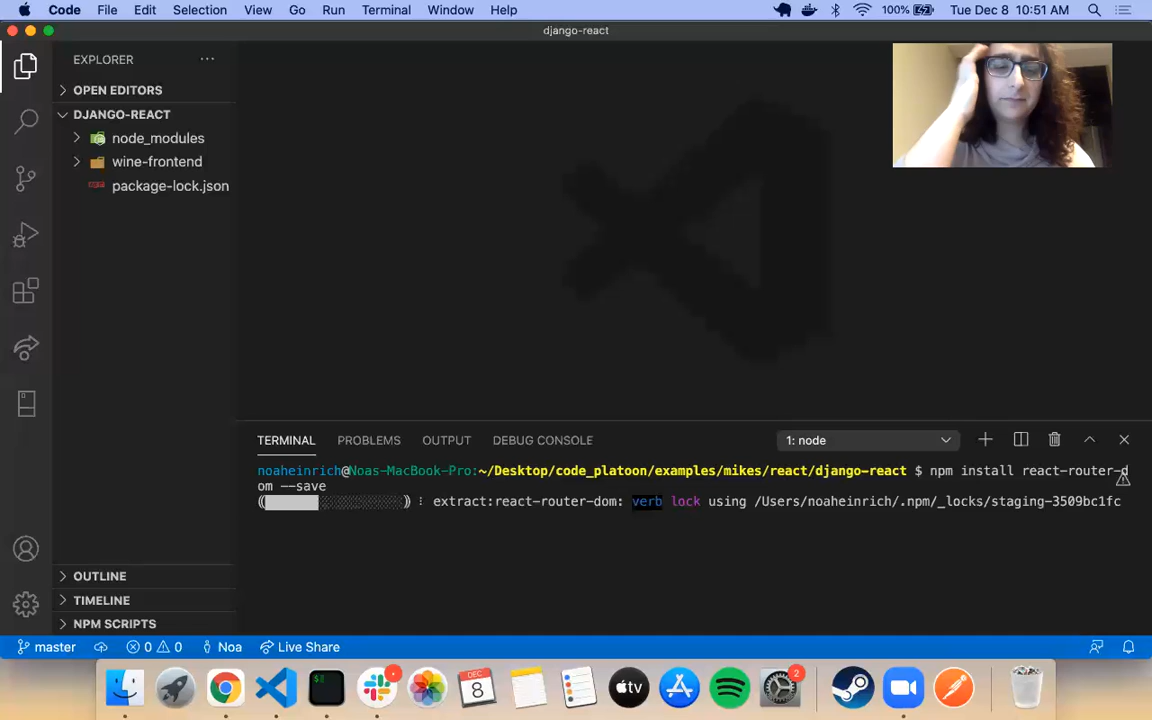 Code File Edit Selection View Go Run Terminal Window Help 100% Tue Dec 8 10:51 AM
django-react
EXPLORER
OPEN EDITORS
DJANGO-REACT
node_modules
wine-frontend
package-lock.json
TERMINAL PROBLEMS OUTPUT DEBUG CONSOLE 1: node
noaheinrich@Noas-MacBook-Pro:~/Desktop/code_platoon/examples/mikes/react/django-react $ npm install react-router-d
om --save
extract:react-router-dom: verb lock using /Users/noaheinrich/.npm/_locks/staging-3509bc1fc
OUTLINE
TIMELINE
NPM SCRIPTS
master 0 0 Noa Live Share
DEC
8
tv
2